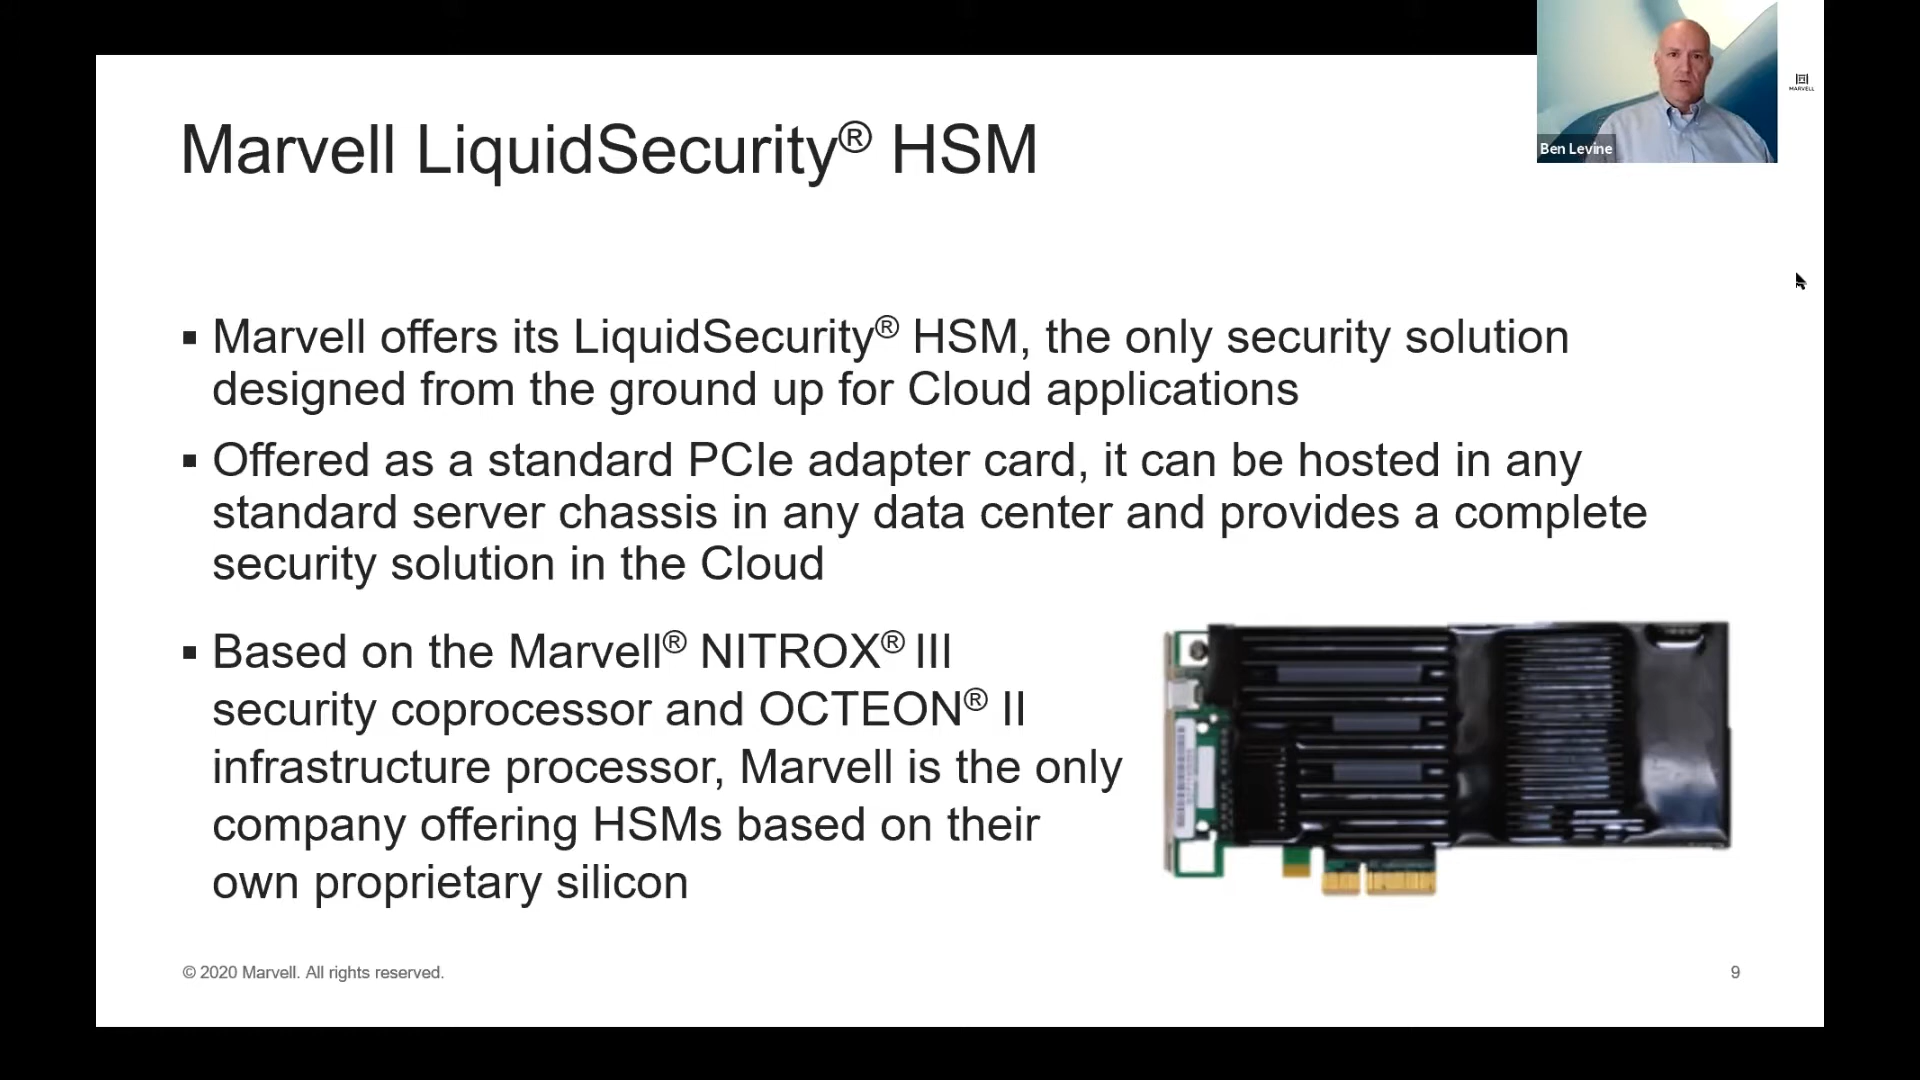 MARVELL
Ben Levine
Marvell LiquidSecurity® HSM
▪ Marvell offers its LiquidSecurity® HSM, the only security solution
designed from the ground up for Cloud applications
▪ Offered as a standard PCIe adapter card, it can be hosted in any
standard server chassis in any data center and provides a complete
security solution in the Cloud
▪ Based on the Marvell® NITROX® III
security coprocessor and OCTEON® II
infrastructure processor, Marvell is the only
company offering HSMs based on their
own proprietary silicon
© 2020 Marvell. All rights reserved.
9